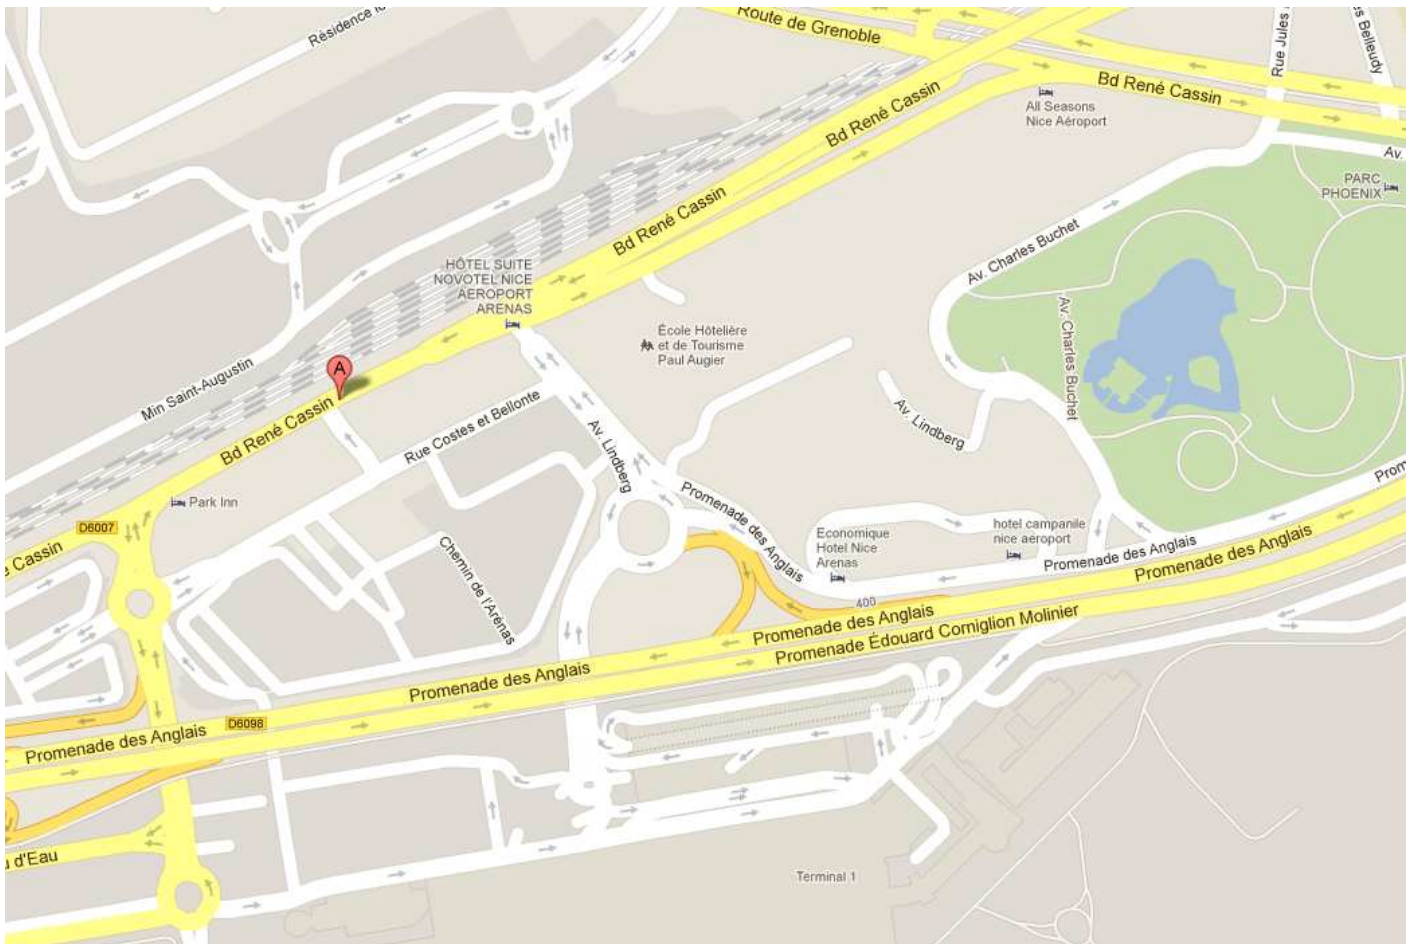 Résidence
Route de Grenoble
Rue Jules
es Belleudy
Bd René Cassin
All Seasons
Nice Aéroport
Bd René Cassin
Av.
PARC
PHOENIX
Bd René Cassin
Av. Charles Buchet
HÔTEL SUITE
NOVOTEL NICE
AEROPORT
ARENAS
École Hôtelière
et de Tourisme
Paul Augier
Av. Charles Buchet
Min Saint-Augustin
A
Bd René Cassin
Rue Costes et Bellonte
Av. Lindberg
Av. Lindberg
Park Inn
D6007
e Cassin
Promenade des Anglais
Prom
Economique
Hotel Nice
Arenas
hotel campanile
nice aeroport
Promenade des Anglais
Promenade des Anglais
Chemin de l'Arénas
400
Promenade des Anglais
Promenade Édouard Corniglion Molinier
Promenade des Anglais
D6098
Promenade des Anglais
u d'Eau
Terminal 1